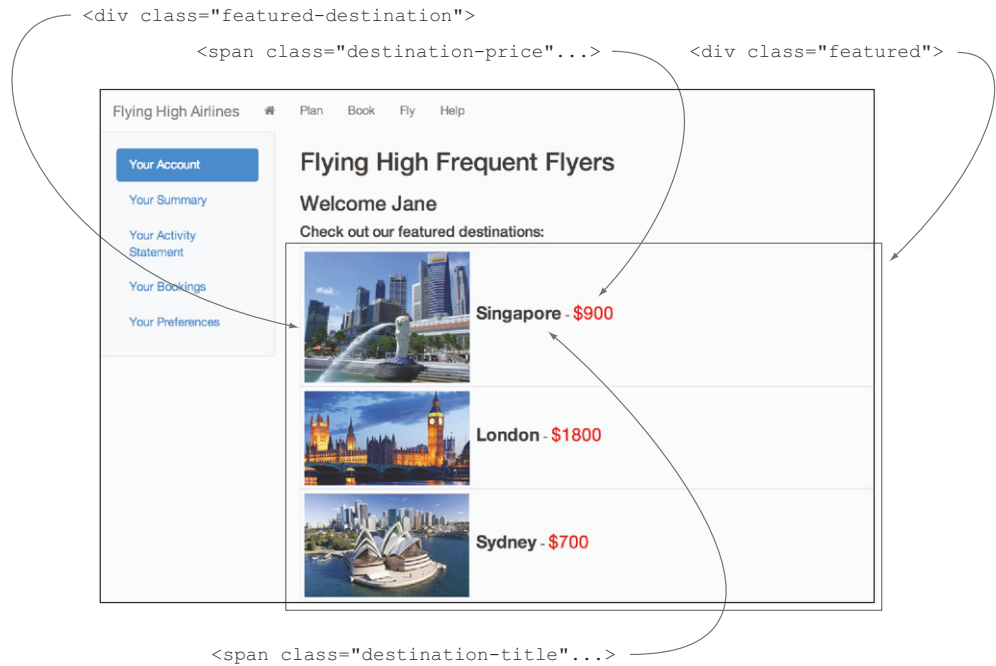 <div class="featured-destination">
<span class="destination-price"...>
<div class="featured">
Flying High Airlines Plan Book Fly Help
Your Account
Your Summary
Your Activity
Statement
Your Bookings
Your Preferences
Flying High Frequent Flyers
Welcome Jane
Check out our featured destinations:
Singapore - $900
London - $1800
Sydney - $700
<span class="destination-title"...>